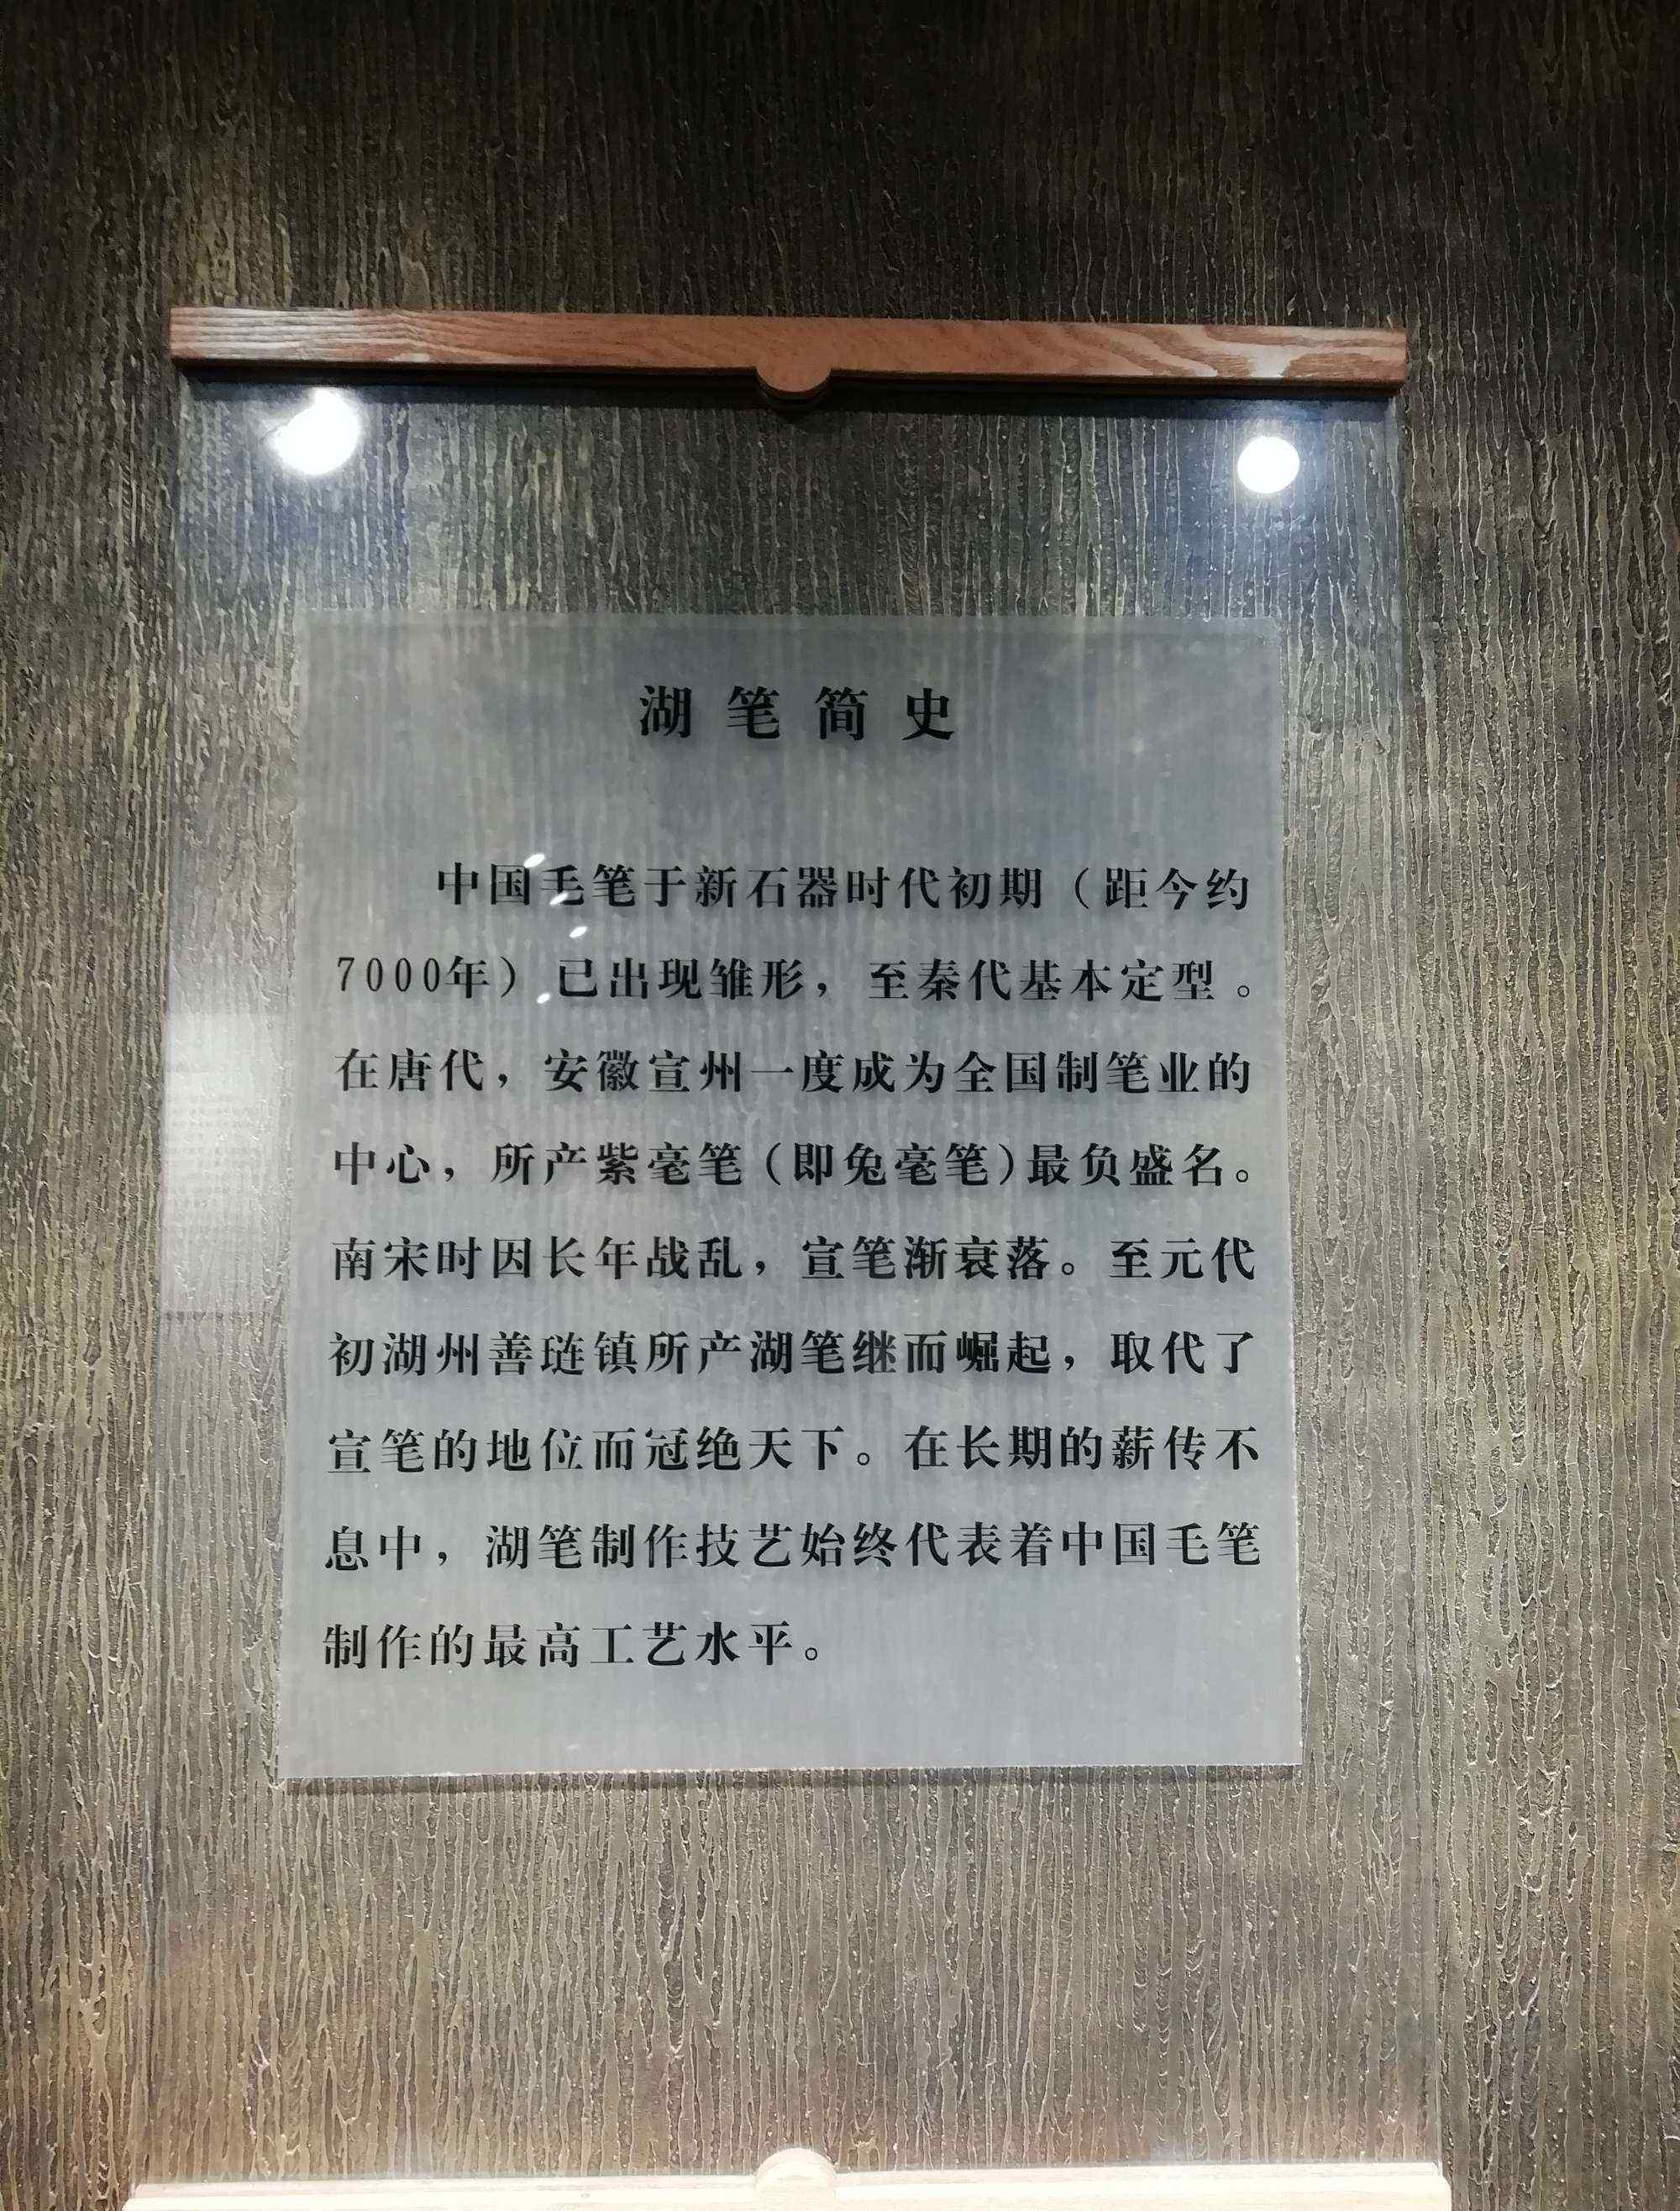 湖笔简史
中国毛笔于新石器时代初期（距今约
7000年）已出现雏形，至秦代基本定型。
在唐代，安徽宣州一度成为全国制笔业的
中心，所产紫毫笔（即兔毫笔）最负盛名。
南宋时因长年战乱，宣笔渐衰落。至元代
初湖州善琏镇所产湖笔继而崛起，取代了
宣笔的地位而冠绝天下。在长期的薪传不
息中，湖笔制作技艺始终代表着中国毛笔
制作的最高工艺水平。